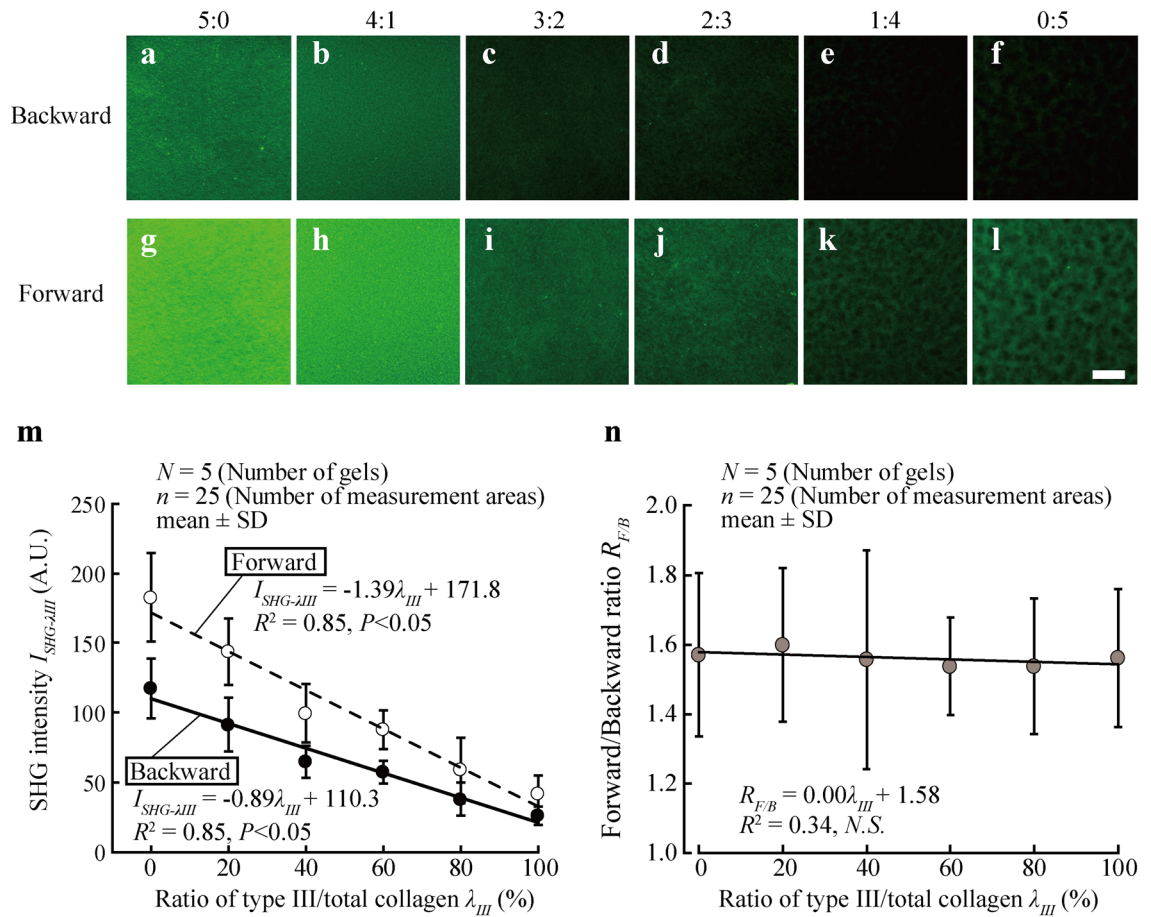 5:0 4:1 3:2 2:3 1:4 0:5
Backward
a b c d e f
Forward
g h i j k l
m
N = 5 (Number of gels)
n = 25 (Number of measurement areas)
mean ± SD
250
200
150
100
50
0
SHG intensity I_SHG-λIII (A.U.)
Forward
I_SHG-λIII = -1.39λ_III + 171.8
R² = 0.85, P<0.05
Backward
I_SHG-λIII = -0.89λ_III + 110.3
R² = 0.85, P<0.05
0 20 40 60 80 100
Ratio of type III/total collagen λ_III (%)
n
N = 5 (Number of gels)
n = 25 (Number of measurement areas)
mean ± SD
2.0
1.8
1.6
1.4
1.2
1.0
Forward/Backward ratio R_F/B
R_F/B = 0.00λ_III + 1.58
R² = 0.34, N.S.
0 20 40 60 80 100
Ratio of type III/total collagen λ_III (%)